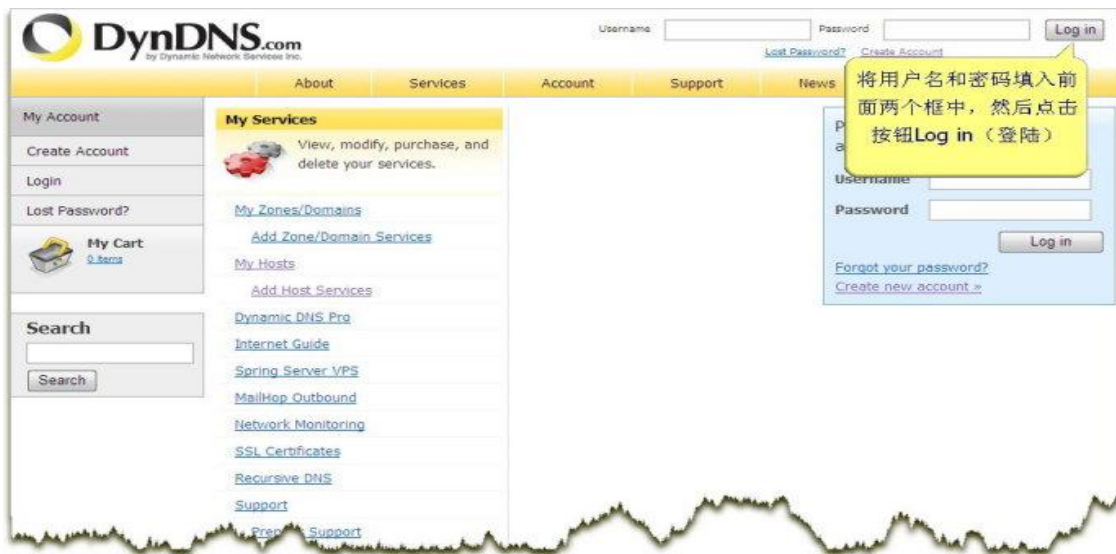 DynDNS.com
by Dynamic Network Services Inc.
Username
Password
Log in
Lost Password?
Create Account
About
Services
Account
Support
News
将用户名和密码填入前
面两个框中，然后点击
按钮Log in（登陆）
My Account
Create Account
Login
Lost Password?
My Cart
0 items
Search
Search
My Services
View, modify, purchase, and
delete your services.
My Zones/Domains
Add Zone/Domain Services
My Hosts
Add Host Services
Dynamic DNS Pro
Internet Guide
Spring Server VPS
MailHop Outbound
Network Monitoring
SSL Certificates
Recursive DNS
Support
Support
Username
Password
Log in
Forgot your password?
Create new account »